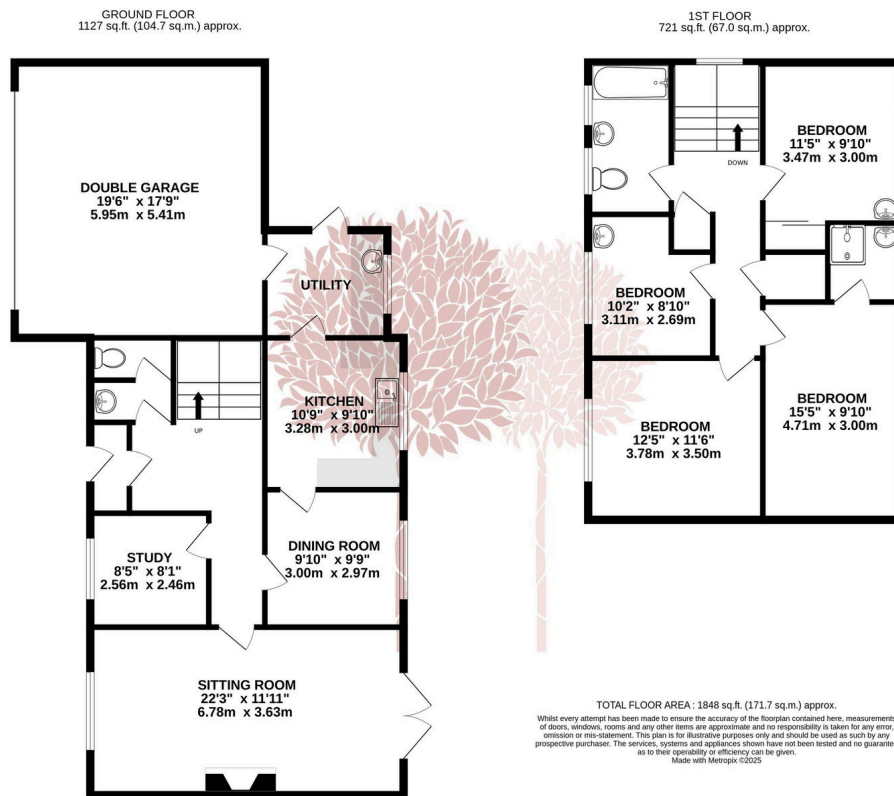 GROUND FLOOR
1127 sq.ft. (104.7 sq.m.) approx.
DOUBLE GARAGE
19'6" x 17'9"
5.95m x 5.41m
UTILITY
KITCHEN
10'9" x 9'10"
3.28m x 3.00m
UP
STUDY
8'5" x 8'1"
2.56m x 2.46m
DINING ROOM
9'10" x 9'9"
3.00m x 2.97m
SITTING ROOM
22'3" x 11'11"
6.78m x 3.63m
1ST FLOOR
721 sq.ft. (67.0 sq.m.) approx.
BEDROOM
11'5" x 9'10"
3.47m x 3.00m
DOWN
BEDROOM
10'2" x 8'10"
3.11m x 2.69m
BEDROOM
12'5" x 11'6"
3.78m x 3.50m
BEDROOM
15'5" x 9'10"
4.71m x 3.00m
TOTAL FLOOR AREA : 1848 sq.ft. (171.7 sq.m.) approx.
Whilst every attempt has been made to ensure the accuracy of the floorplan contained here, measurements
of doors, windows, rooms and any other items are approximate and no responsibility is taken for any error,
omission or mis-statement. This plan is for illustrative purposes only and should be used as such by any
prospective purchaser. The services, systems and appliances shown have not been tested and no guarante
as to their operability or efficiency can be given.
Made with Metropix ©2025